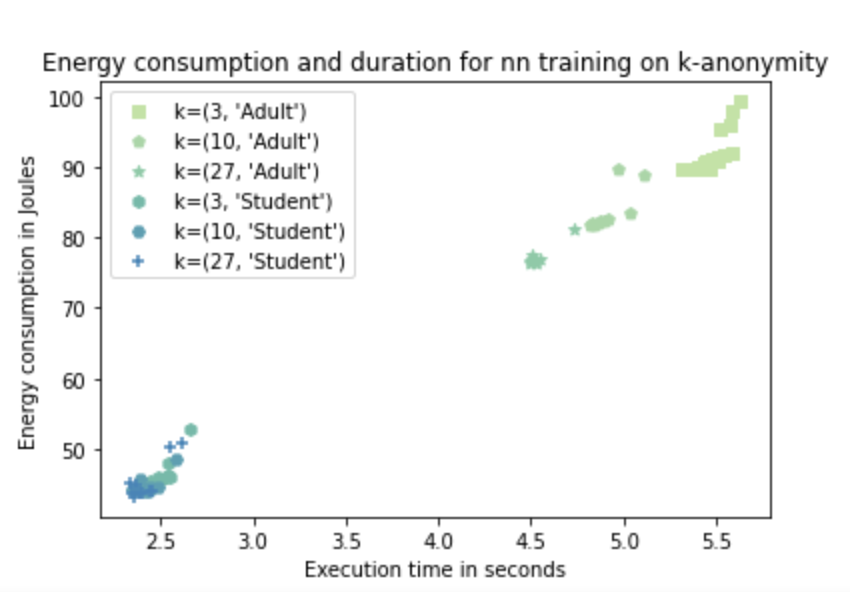 Energy consumption and duration for nn training on k-anonymity
100
90
80
70
60
50
Energy consumption in Joules
k=(3, 'Adult')
k=(10, 'Adult')
k=(27, 'Adult')
k=(3, 'Student')
k=(10, 'Student')
k=(27, 'Student')
2.5 3.0 3.5 4.0 4.5 5.0 5.5
Execution time in seconds